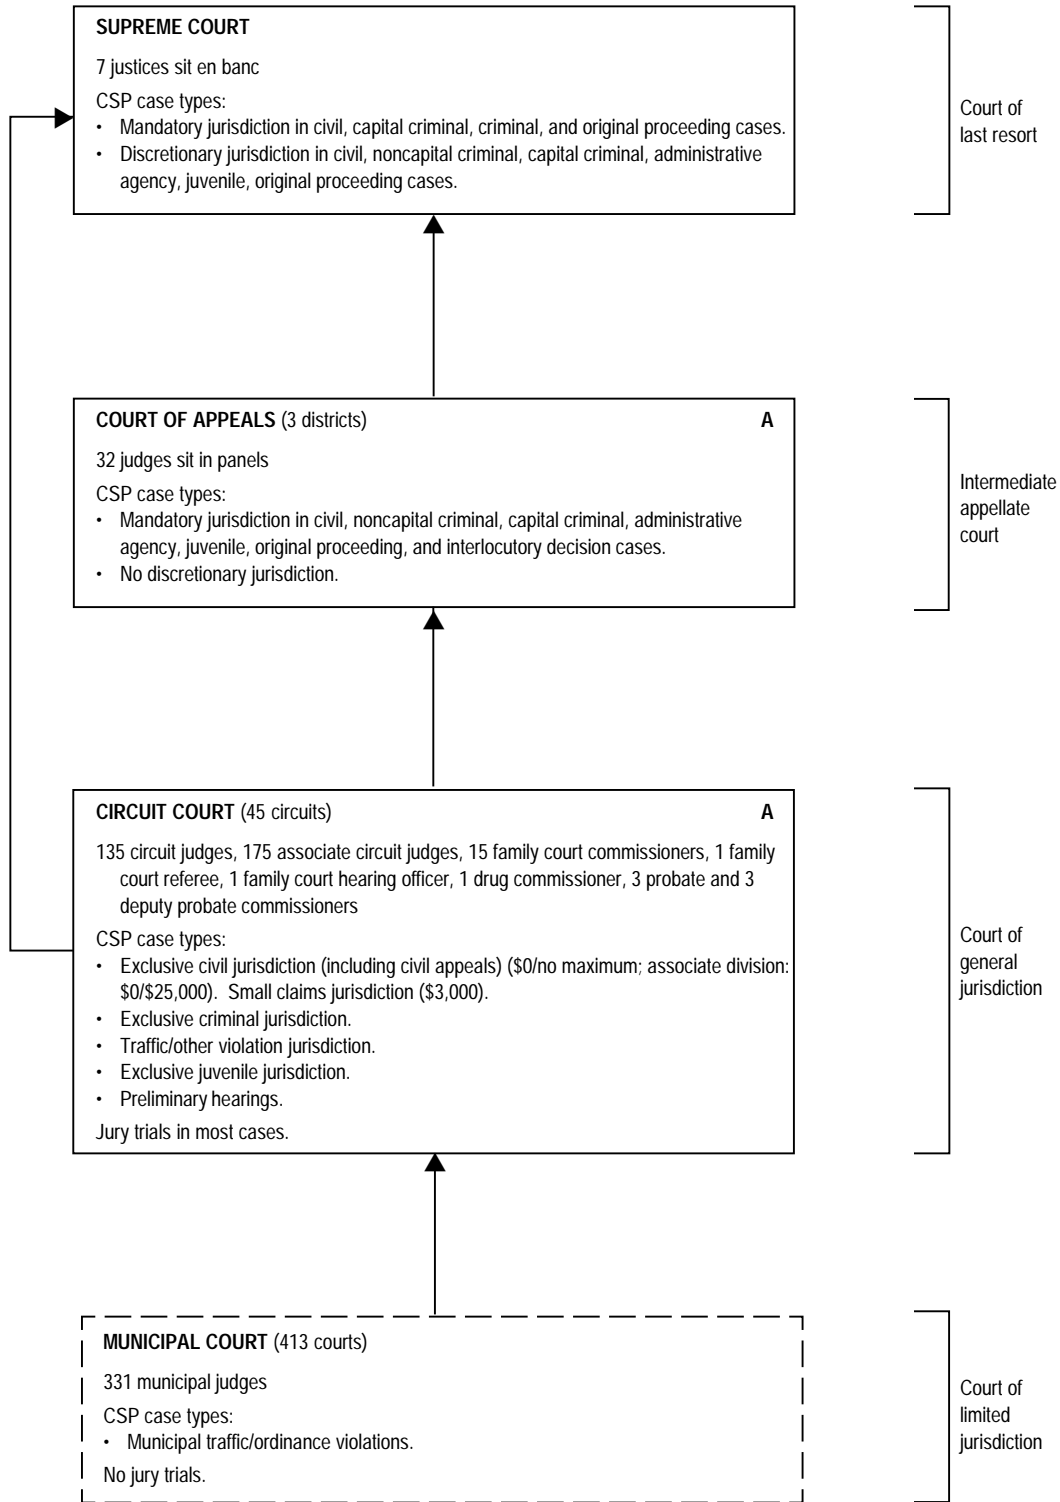 SUPREME COURT
7 justices sit en banc
CSP case types:
• Mandatory jurisdiction in civil, capital criminal, criminal, and original proceeding cases.
• Discretionary jurisdiction in civil, noncapital criminal, capital criminal, administrative
agency, juvenile, original proceeding cases.
Court of
last resort
COURT OF APPEALS (3 districts) A
32 judges sit in panels
CSP case types:
• Mandatory jurisdiction in civil, noncapital criminal, capital criminal, administrative
agency, juvenile, original proceeding, and interlocutory decision cases.
• No discretionary jurisdiction.
Intermediate
appellate
court
CIRCUIT COURT (45 circuits) A
135 circuit judges, 175 associate circuit judges, 15 family court commissioners, 1 family
court referee, 1 family court hearing officer, 1 drug commissioner, 3 probate and 3
deputy probate commissioners
CSP case types:
• Exclusive civil jurisdiction (including civil appeals) ($0/no maximum; associate division:
$0/$25,000). Small claims jurisdiction ($3,000).
• Exclusive criminal jurisdiction.
• Traffic/other violation jurisdiction.
• Exclusive juvenile jurisdiction.
• Preliminary hearings.
Jury trials in most cases.
Court of
general
jurisdiction
MUNICIPAL COURT (413 courts)
331 municipal judges
CSP case types:
• Municipal traffic/ordinance violations.
No jury trials.
Court of
limited
jurisdiction